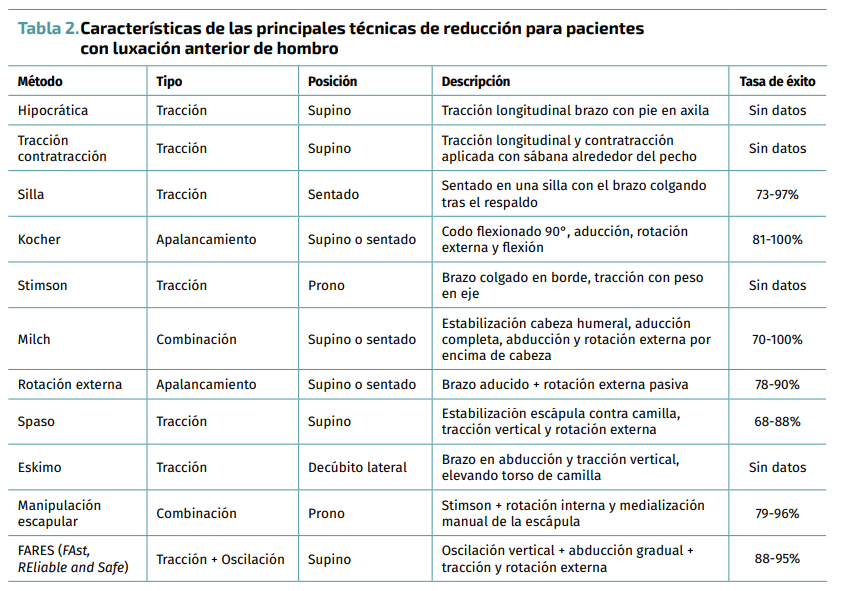 Tabla 2. Características de las principales técnicas de reducción para pacientes
con luxación anterior de hombro
Método Tipo Posición Descripción Tasa de éxito
Hipocrática Tracción Supino Tracción longitudinal brazo con pie en axila Sin datos
Tracción
contratracción Tracción Supino Tracción longitudinal y contratracción
aplicada con sábana alrededor del pecho Sin datos
Silla Tracción Sentado Sentado en una silla con el brazo colgando
tras el respaldo 73-97%
Kocher Apalancamiento Supino o sentado Codo flexionado 90°, aducción, rotación
externa y flexión 81-100%
Stimson Tracción Prono Brazo colgado en borde, tracción con peso
en eje Sin datos
Milch Combinación Supino o sentado Estabilización cabeza humeral, aducción
completa, abducción y rotación externa por
encima de cabeza 70-100%
Rotación externa Apalancamiento Supino o sentado Brazo aducido + rotación externa pasiva 78-90%
Spaso Tracción Supino Estabilización escápula contra camilla,
tracción vertical y rotación externa 68-88%
Eskimo Tracción Decúbito lateral Brazo en abducción y tracción vertical,
elevando torso de camilla Sin datos
Manipulación
escapular Combinación Prono Stimson + rotación interna y medialización
manual de la escápula 79-96%
FARES (FAst,
REliable and Safe) Tracción + Oscilación Supino Oscilación vertical + abducción gradual +
tracción y rotación externa 88-95%